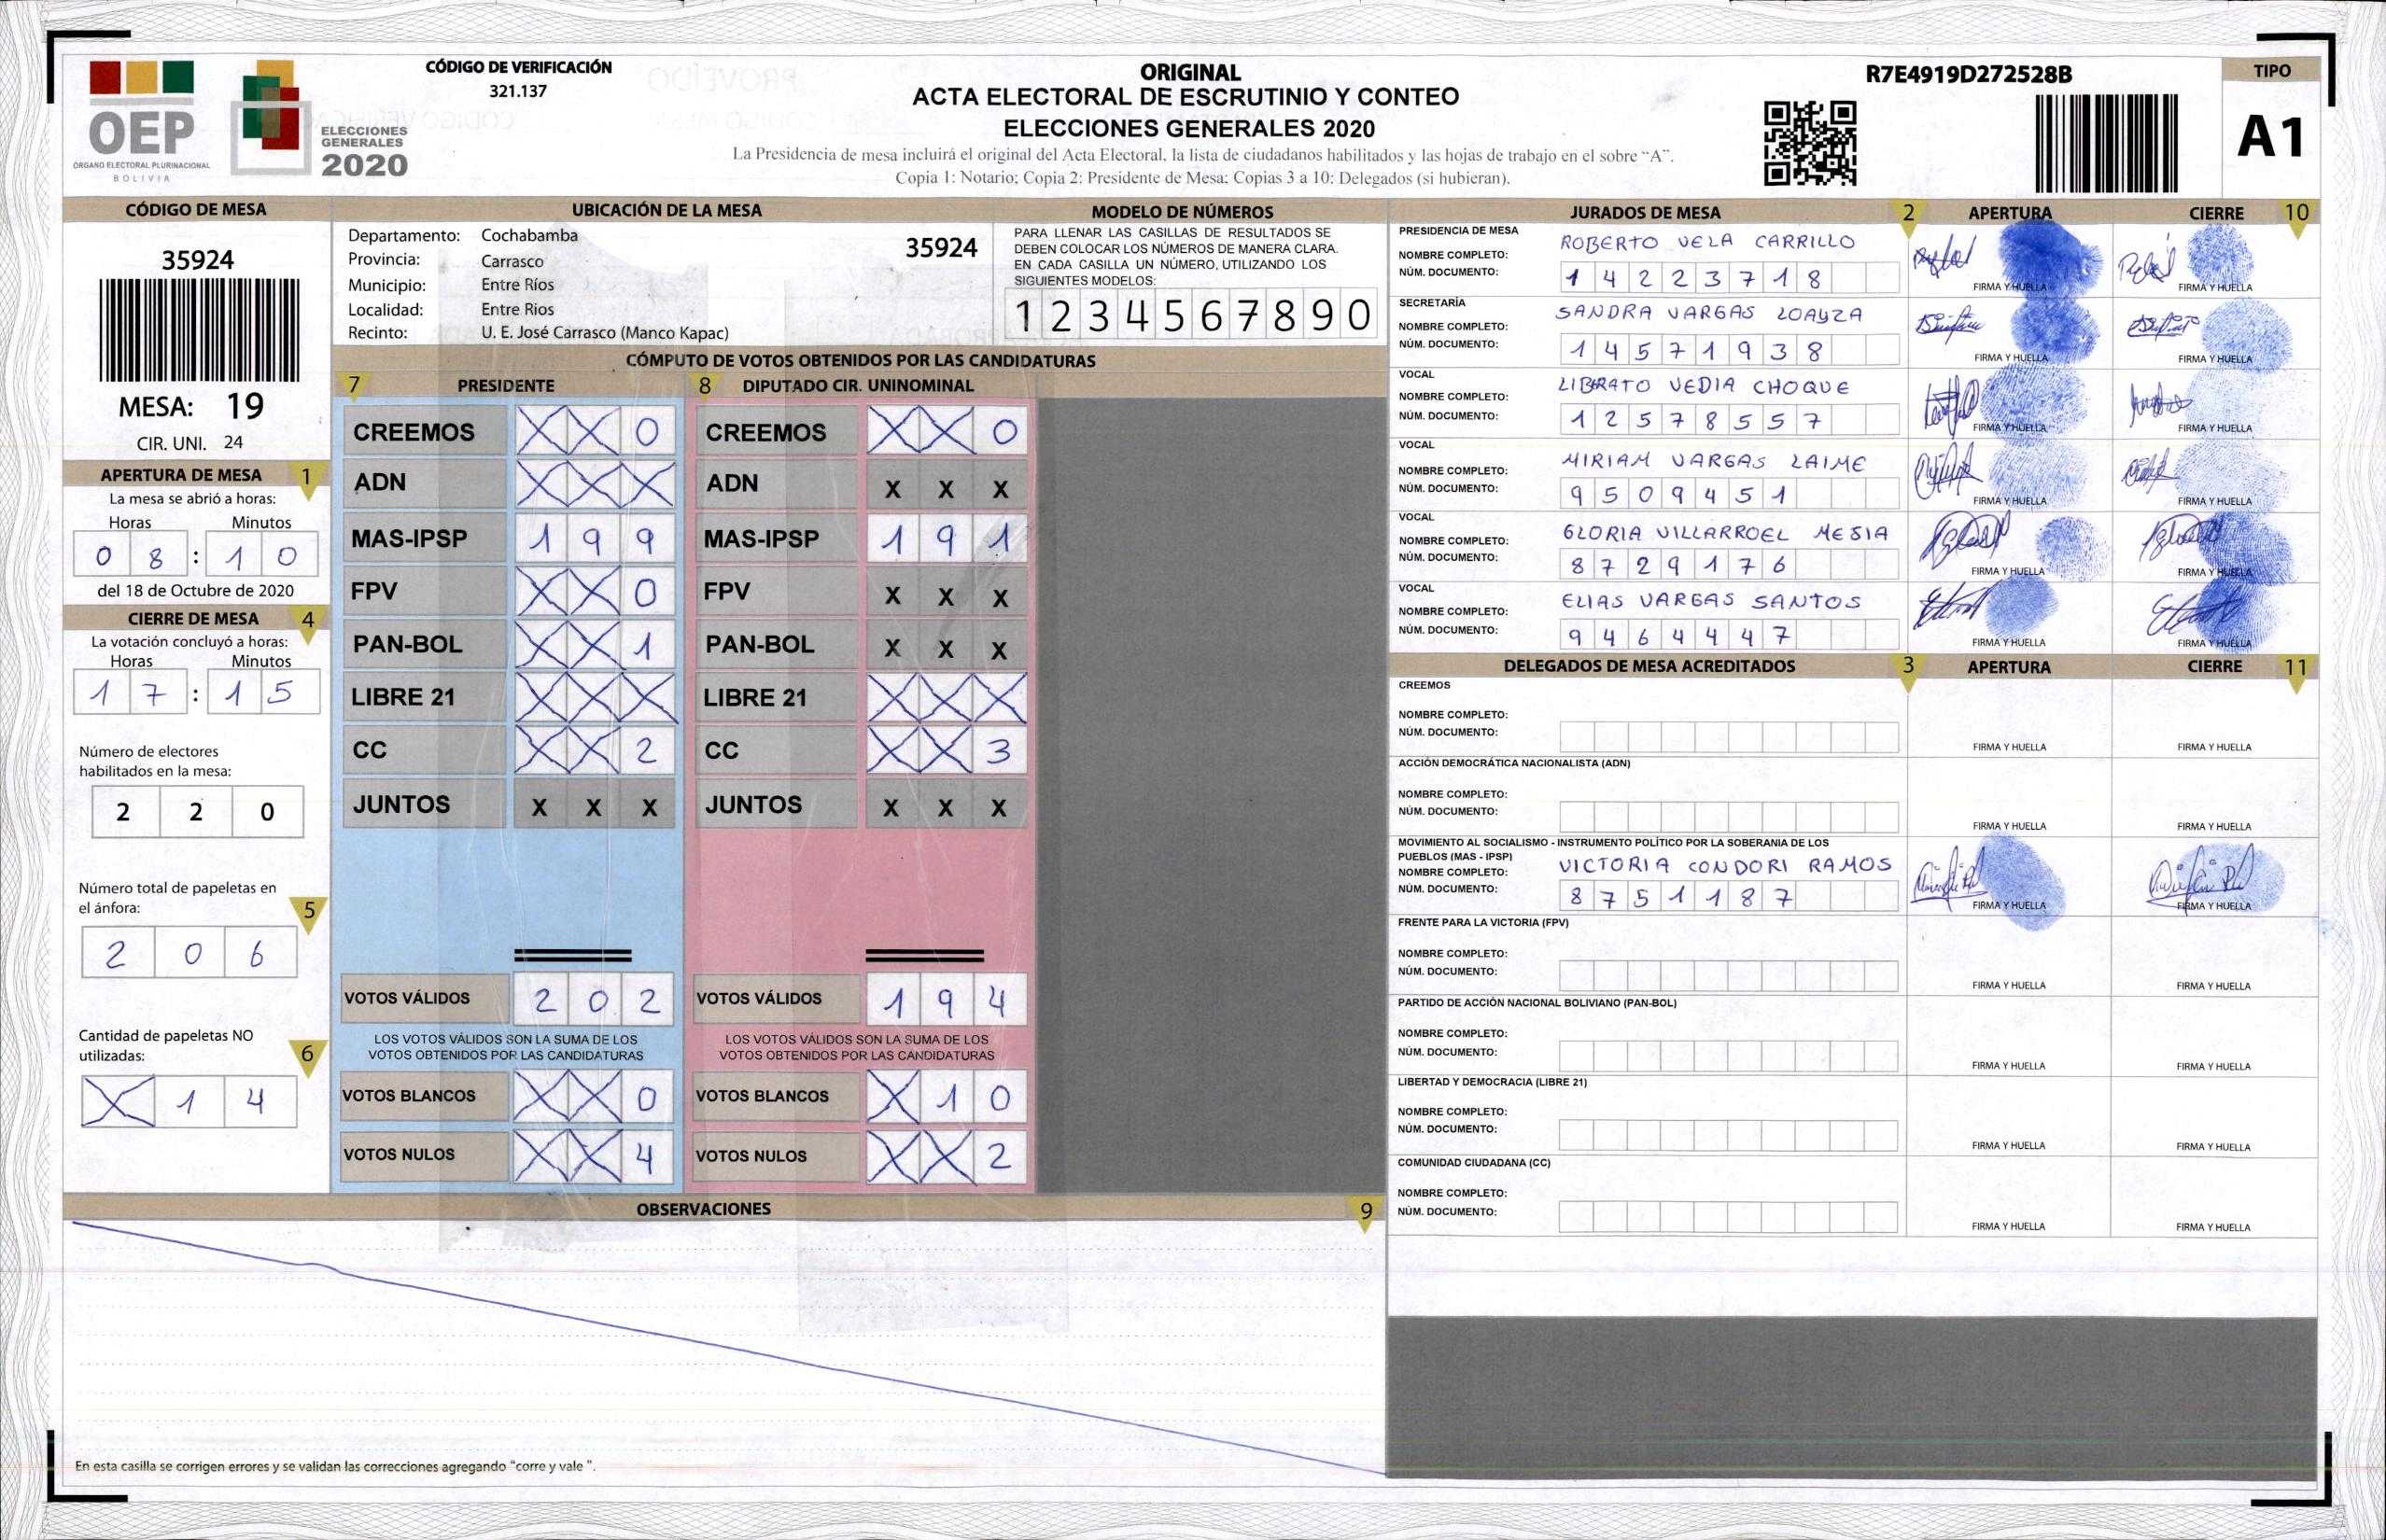 CÓDIGO DE VERIFICACIÓN
321.137
OEP
ÓRGANO ELECTORAL PLURINACIONAL
BOLIVIA
ELECCIONES
GENERALES
2020
ORIGINAL
ACTA ELECTORAL DE ESCRUTINIO Y CONTEO
ELECCIONES GENERALES 2020
La Presidencia de mesa incluirá el original del Acta Electoral, la lista de ciudadanos habilitados y las hojas de trabajo en el sobre "A".
Copia 1: Notario; Copia 2: Presidente de Mesa; Copias 3 a 10: Delegados (si hubieran).
R7E4919D272528B
TIPO
A1
CÓDIGO DE MESA
35924
MESA: 19
CIR. UNI. 24
APERTURA DE MESA 1
La mesa se abrió a horas:
Horas Minutos
0 8 : 1 0
del 18 de Octubre de 2020
CIERRE DE MESA 4
La votación concluyó a horas:
Horas Minutos
1 7 : 1 5
Número de electores
habilitados en la mesa:
2 2 0
Número total de papeletas en
el ánfora: 5
2 0 6
Cantidad de papeletas NO
utilizadas: 6
X 1 4
UBICACIÓN DE LA MESA
Departamento: Cochabamba 35924
Provincia: Carrasco
Municipio: Entre Ríos
Localidad: Entre Rios
Recinto: U. E. José Carrasco (Manco Kapac)
MODELO DE NÚMEROS
PARA LLENAR LAS CASILLAS DE RESULTADOS SE
DEBEN COLOCAR LOS NÚMEROS DE MANERA CLARA.
EN CADA CASILLA UN NÚMERO, UTILIZANDO LOS
SIGUIENTES MODELOS:
1 2 3 4 5 6 7 8 9 0
CÓMPUTO DE VOTOS OBTENIDOS POR LAS CANDIDATURAS
7 PRESIDENTE 8 DIPUTADO CIR. UNINOMINAL
CREEMOS X X 0 CREEMOS X X 0
ADN X X X ADN X X X
MAS-IPSP 1 9 9 MAS-IPSP 1 9 1
FPV X X 0 FPV X X X
PAN-BOL X X 1 PAN-BOL X X X
LIBRE 21 X X X LIBRE 21 X X X
CC X X 2 CC X X 3
JUNTOS X X X JUNTOS X X X
VOTOS VÁLIDOS 2 0 2 VOTOS VÁLIDOS 1 9 4
LOS VOTOS VÁLIDOS SON LA SUMA DE LOS LOS VOTOS VÁLIDOS SON LA SUMA DE LOS
VOTOS OBTENIDOS POR LAS CANDIDATURAS VOTOS OBTENIDOS POR LAS CANDIDATURAS
VOTOS BLANCOS X X 0 VOTOS BLANCOS X 1 0
VOTOS NULOS X X 4 VOTOS NULOS X X 2
OBSERVACIONES 9
En esta casilla se corrigen errores y se validan las correcciones agregando "corre y vale ".
JURADOS DE MESA 2 APERTURA CIERRE 10
PRESIDENCIA DE MESA
NOMBRE COMPLETO: ROBERTO VELA CARRILLO
NÚM. DOCUMENTO: 1 4 2 2 3 7 1 8
FIRMA Y HUELLA FIRMA Y HUELLA
SECRETARÍA
NOMBRE COMPLETO: SANDRA VARGAS LOAYZA
NÚM. DOCUMENTO: 1 4 5 7 1 9 3 8
FIRMA Y HUELLA FIRMA Y HUELLA
VOCAL
NOMBRE COMPLETO: LIBERATO VEDIA CHOQUE
NÚM. DOCUMENTO: 1 2 5 7 8 5 5 7
FIRMA Y HUELLA FIRMA Y HUELLA
VOCAL
NOMBRE COMPLETO: MIRIAM VARGAS LAIME
NÚM. DOCUMENTO: 9 5 0 9 4 5 1
FIRMA Y HUELLA FIRMA Y HUELLA
VOCAL
NOMBRE COMPLETO: GLORIA VILLARROEL MESIA
NÚM. DOCUMENTO: 8 7 2 9 1 7 6
FIRMA Y HUELLA FIRMA Y HUELLA
VOCAL
NOMBRE COMPLETO: ELIAS VARGAS SANTOS
NÚM. DOCUMENTO: 9 4 6 4 4 4 7
FIRMA Y HUELLA FIRMA Y HUELLA
DELEGADOS DE MESA ACREDITADOS 3 APERTURA CIERRE 11
CREEMOS
NOMBRE COMPLETO:
NÚM. DOCUMENTO:
FIRMA Y HUELLA FIRMA Y HUELLA
ACCIÓN DEMOCRÁTICA NACIONALISTA (ADN)
NOMBRE COMPLETO:
NÚM. DOCUMENTO:
FIRMA Y HUELLA FIRMA Y HUELLA
MOVIMIENTO AL SOCIALISMO - INSTRUMENTO POLÍTICO POR LA SOBERANIA DE LOS
PUEBLOS (MAS - IPSP)
NOMBRE COMPLETO: VICTORIA CONDORI RAMOS
NÚM. DOCUMENTO: 8 7 5 1 1 8 7
FIRMA Y HUELLA FIRMA Y HUELLA
FRENTE PARA LA VICTORIA (FPV)
NOMBRE COMPLETO:
NÚM. DOCUMENTO:
FIRMA Y HUELLA FIRMA Y HUELLA
PARTIDO DE ACCIÓN NACIONAL BOLIVIANO (PAN-BOL)
NOMBRE COMPLETO:
NÚM. DOCUMENTO:
FIRMA Y HUELLA FIRMA Y HUELLA
LIBERTAD Y DEMOCRACIA (LIBRE 21)
NOMBRE COMPLETO:
NÚM. DOCUMENTO:
FIRMA Y HUELLA FIRMA Y HUELLA
COMUNIDAD CIUDADANA (CC)
NOMBRE COMPLETO:
NÚM. DOCUMENTO:
FIRMA Y HUELLA FIRMA Y HUELLA